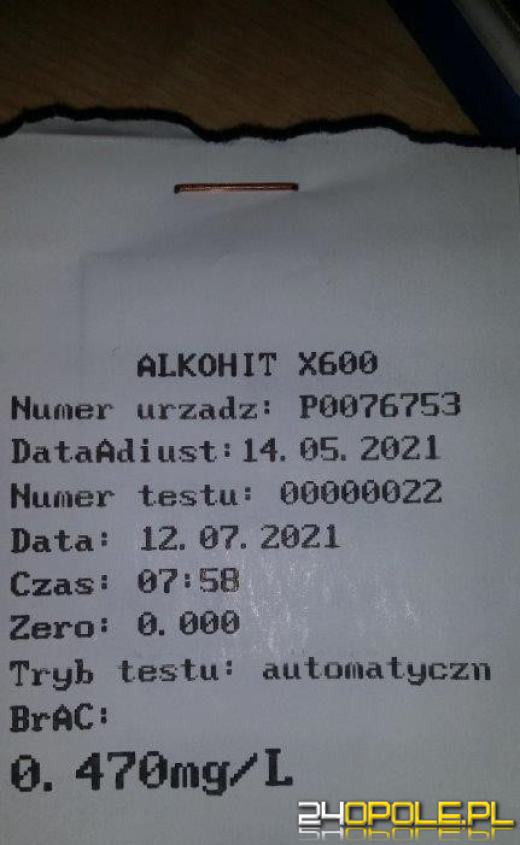 ALKOHIT X600
Numer urzadz: P0076753
DataAdiust:14.05.2021
Numer testu: 00000022
Data: 12.07.2021
Czas: 07:58
Zero: 0.000
Tryb testu: automatyczn
BrAC:
0.470mg/L
24OPOLE.PL